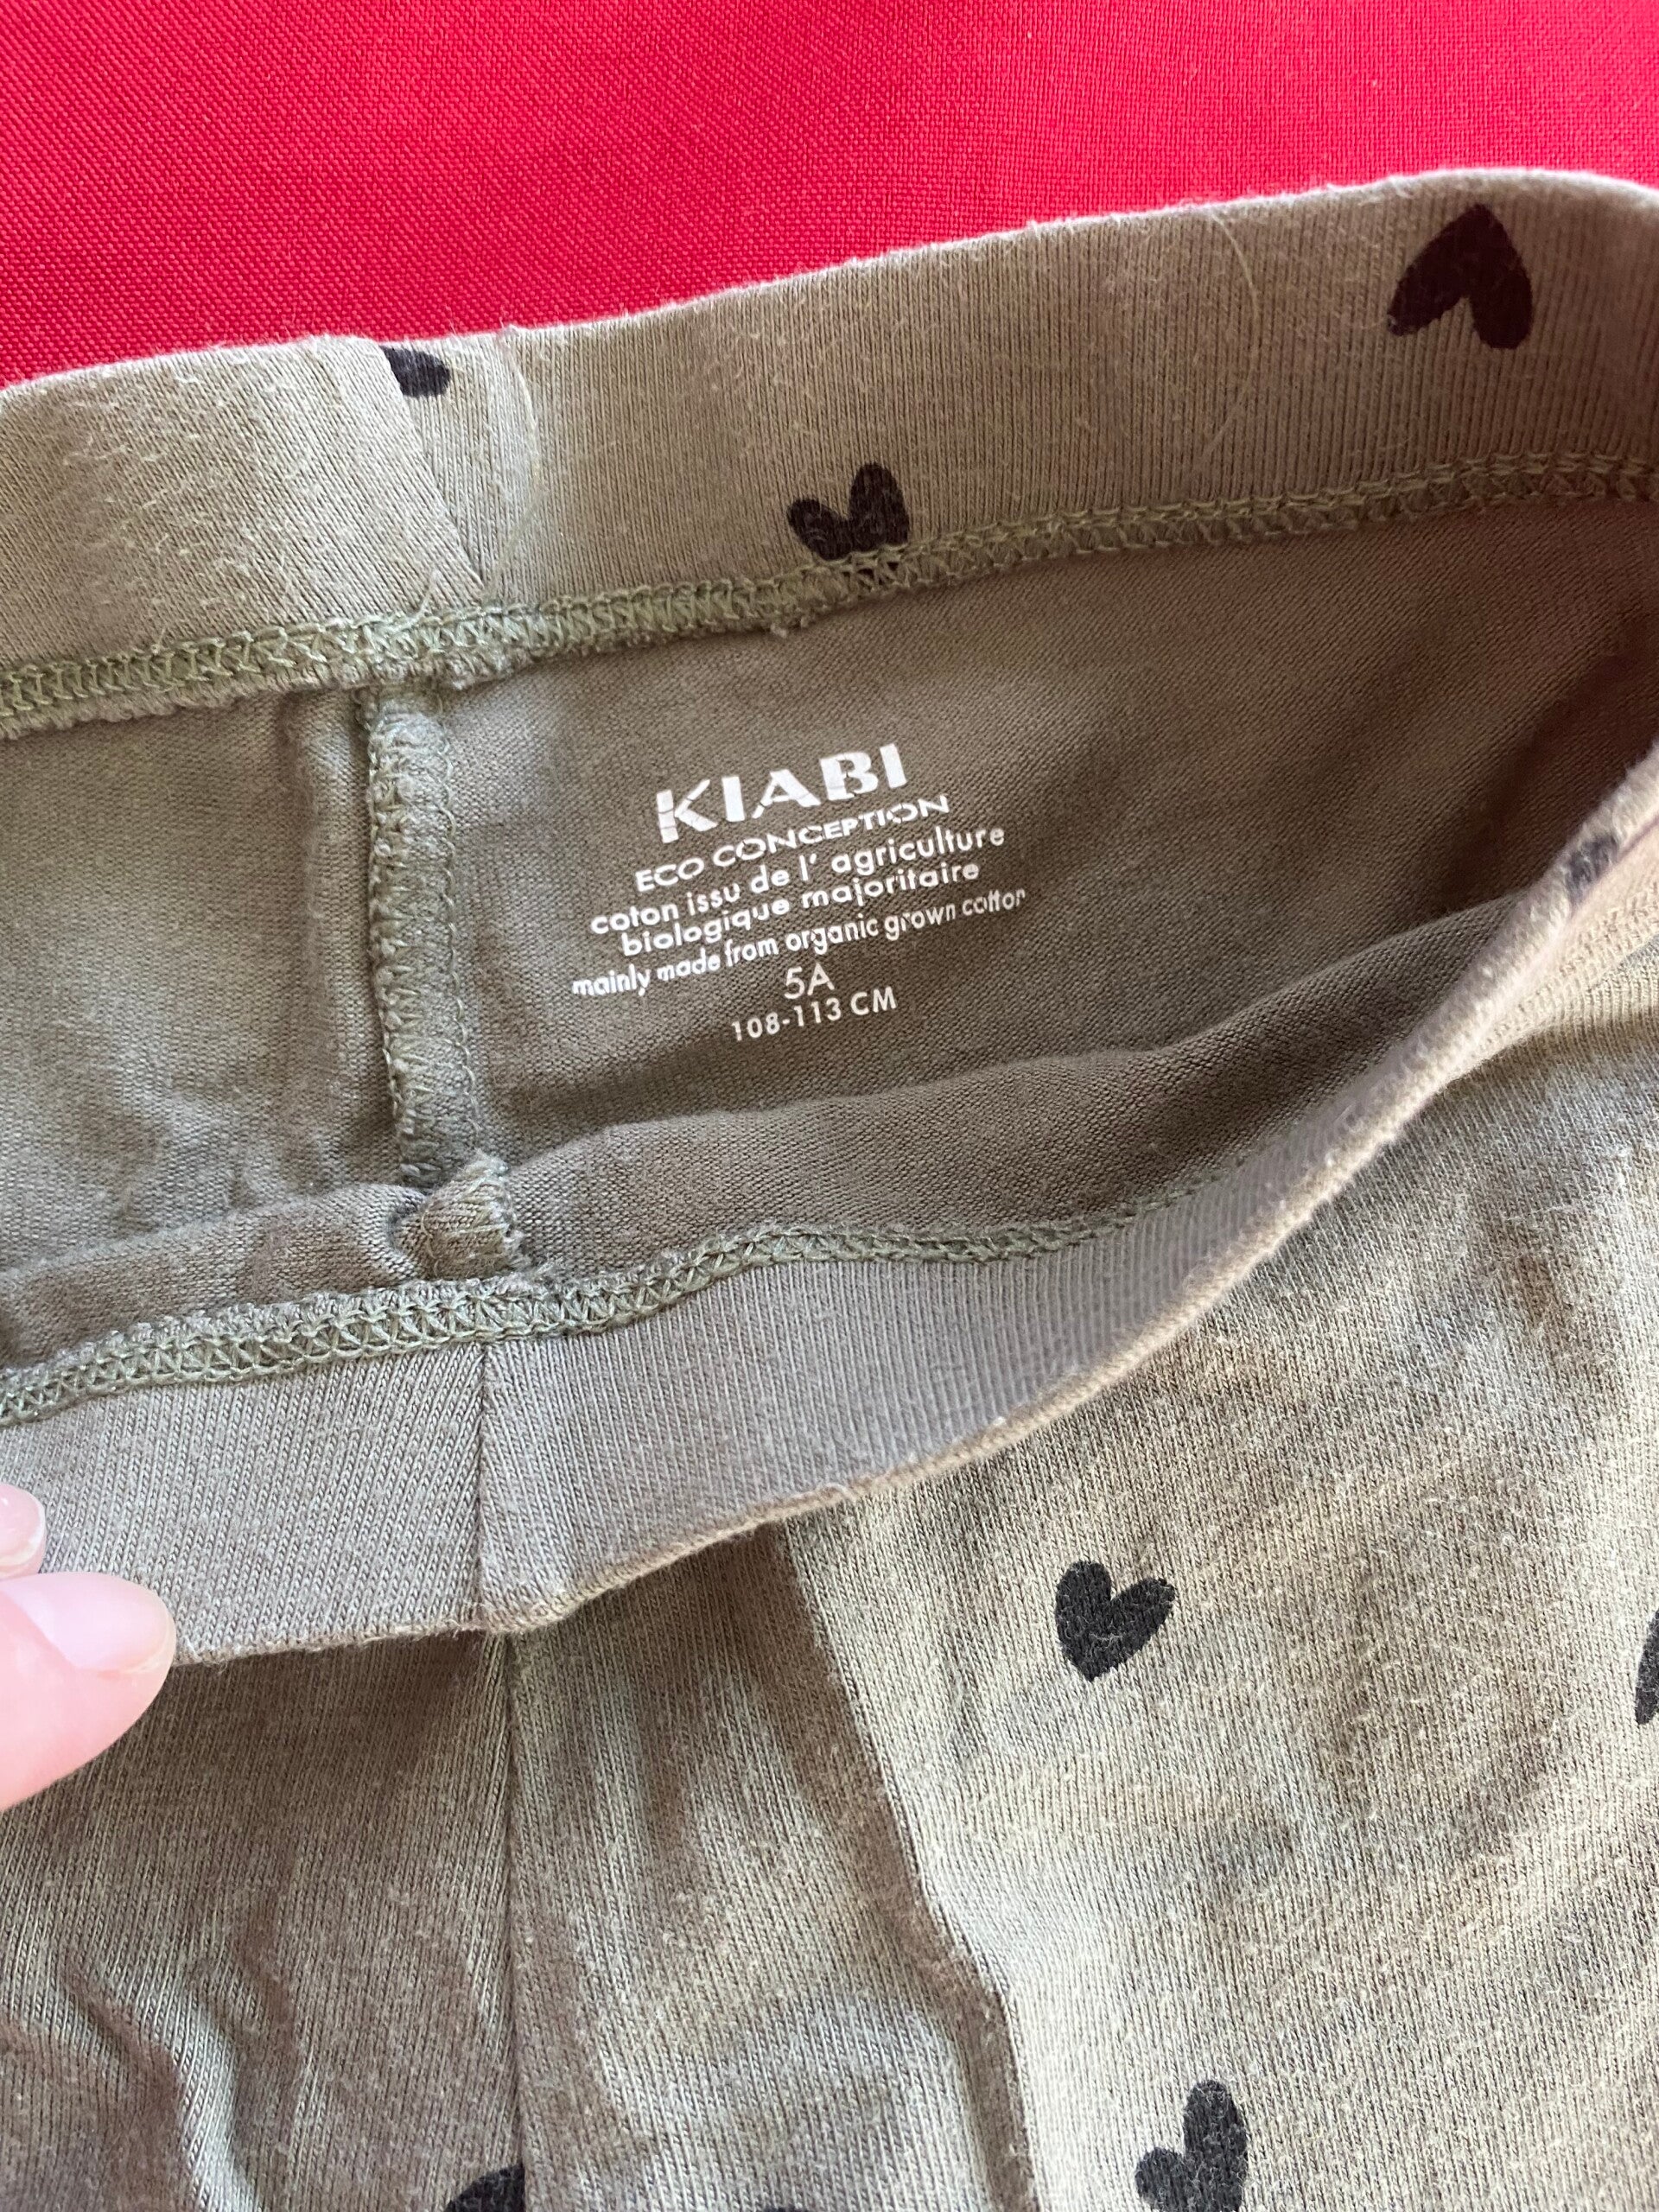 KIABI
ECO CONCEPTION
coton issu de l' agriculture
biologique majoritaire
mainly made from organic grown cotton
5A
108-113 CM